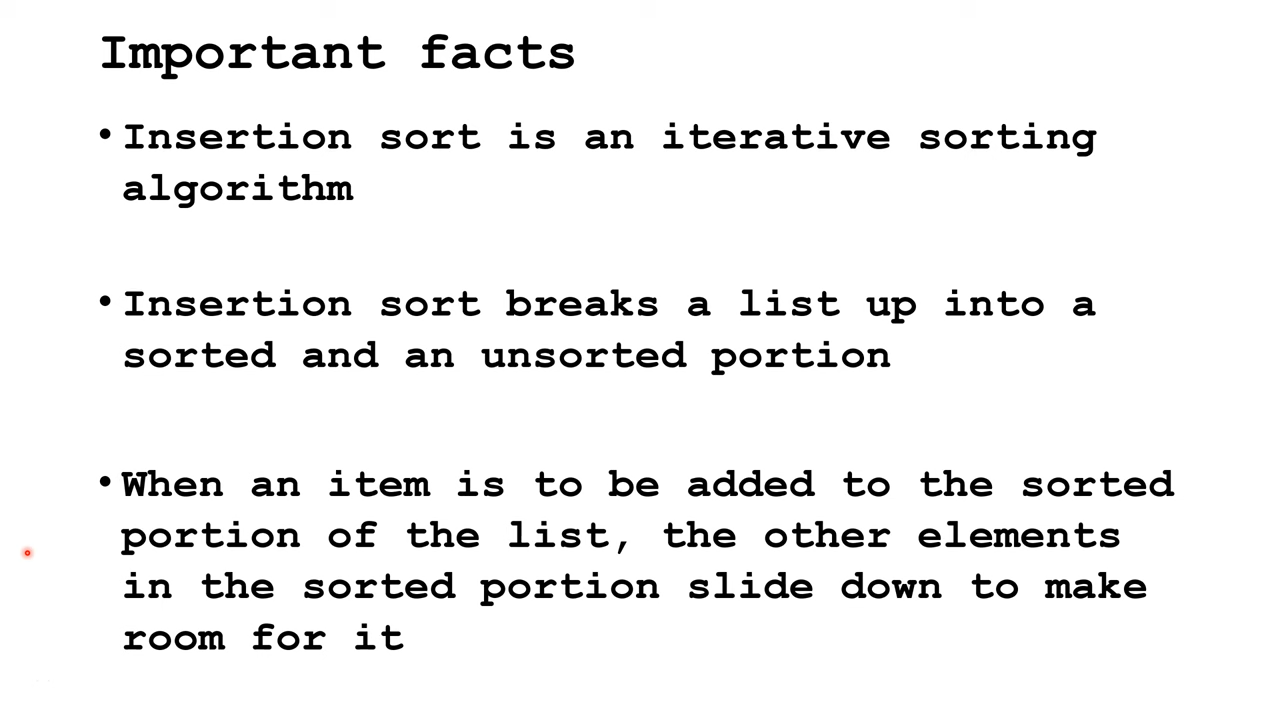 Important facts
• Insertion sort is an iterative sorting
algorithm
• Insertion sort breaks a list up into a
sorted and an unsorted portion
• When an item is to be added to the sorted
portion of the list, the other elements
in the sorted portion slide down to make
room for it